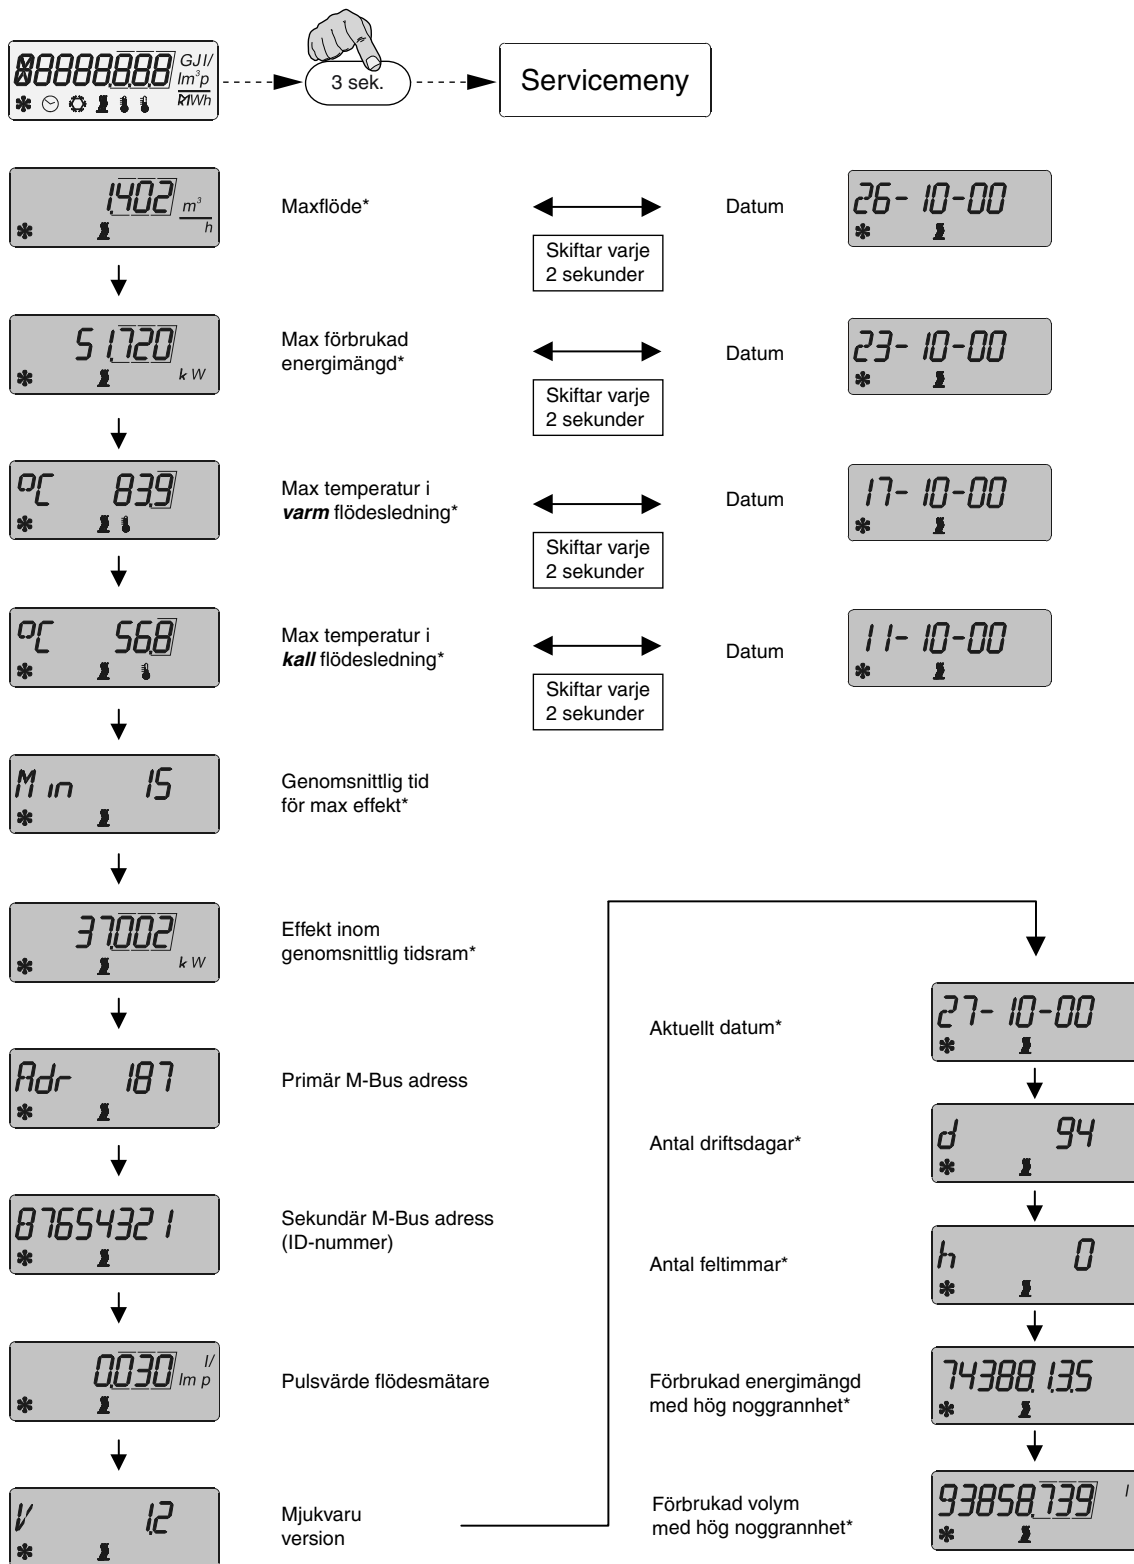 88888888 GJ l/
Im³p
MWh
3 sek.
Servicemeny
1,402 m³
h
Maxflöde*
Skiftar varje
2 sekunder
Datum
26-10-00
51,720 kW
Max förbrukad
energimängd*
Skiftar varje
2 sekunder
Datum
23-10-00
°C 83,9
Max temperatur i
varm flödesledning*
Skiftar varje
2 sekunder
Datum
17-10-00
°C 56,8
Max temperatur i
kall flödesledning*
Skiftar varje
2 sekunder
Datum
11-10-00
Min 15
Genomsnittlig tid
för max effekt*
37,002 kW
Effekt inom
genomsnittlig tidsram*
Adr 187
Primär M-Bus adress
87654321
Sekundär M-Bus adress
(ID-nummer)
0,030 l/
Im p
Pulsvärde flödesmätare
V 1,2
Mjukvaru
version
Aktuellt datum*
27-10-00
Antal driftsdagar*
d 94
Antal feltimmar*
h 0
Förbrukad energimängd
med hög noggrannhet*
74388,1,3,5
Förbrukad volym
med hög noggrannhet*
93858,739 l